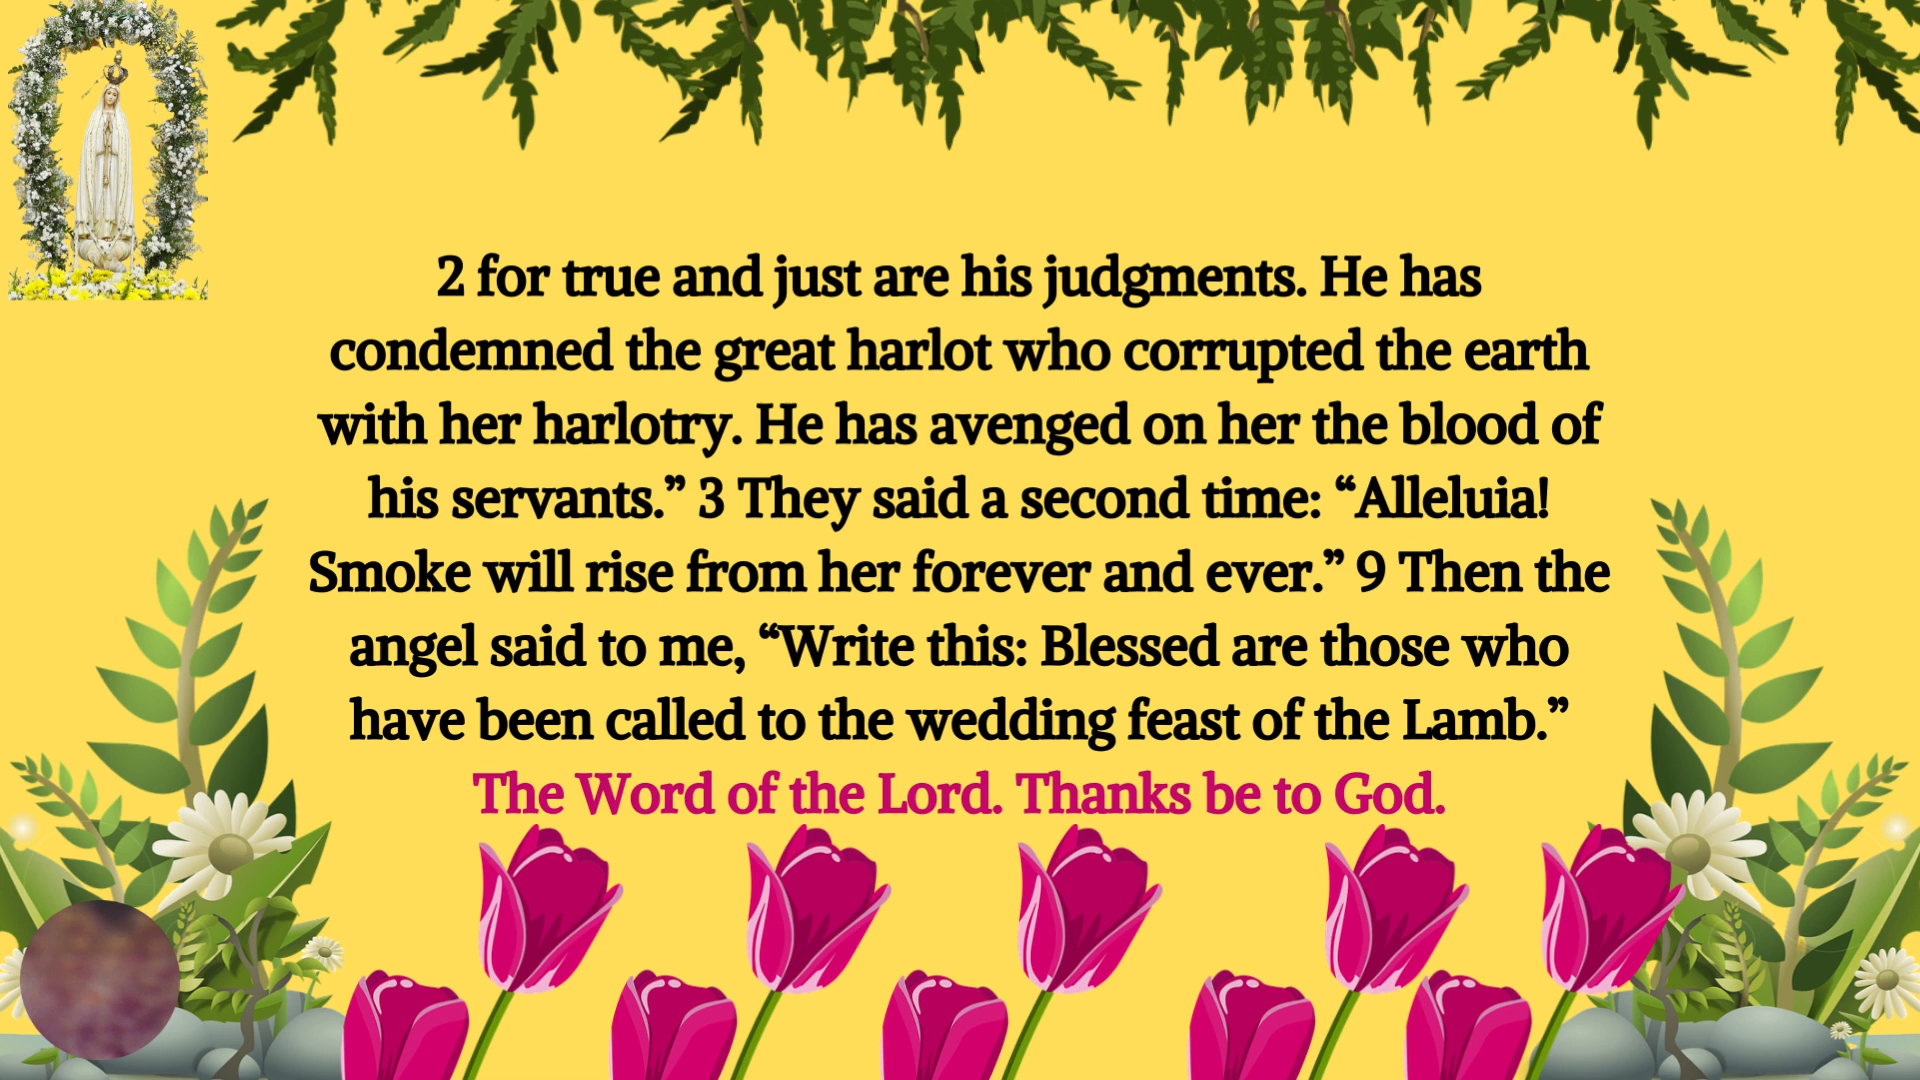 2 for true and just are his judgments. He has
condemned the great harlot who corrupted the earth
with her harlotry. He has avenged on her the blood of
his servants.” 3 They said a second time: “Alleluia!
Smoke will rise from her forever and ever.” 9 Then the
angel said to me, “Write this: Blessed are those who
have been called to the wedding feast of the Lamb.”
The Word of the Lord. Thanks be to God.